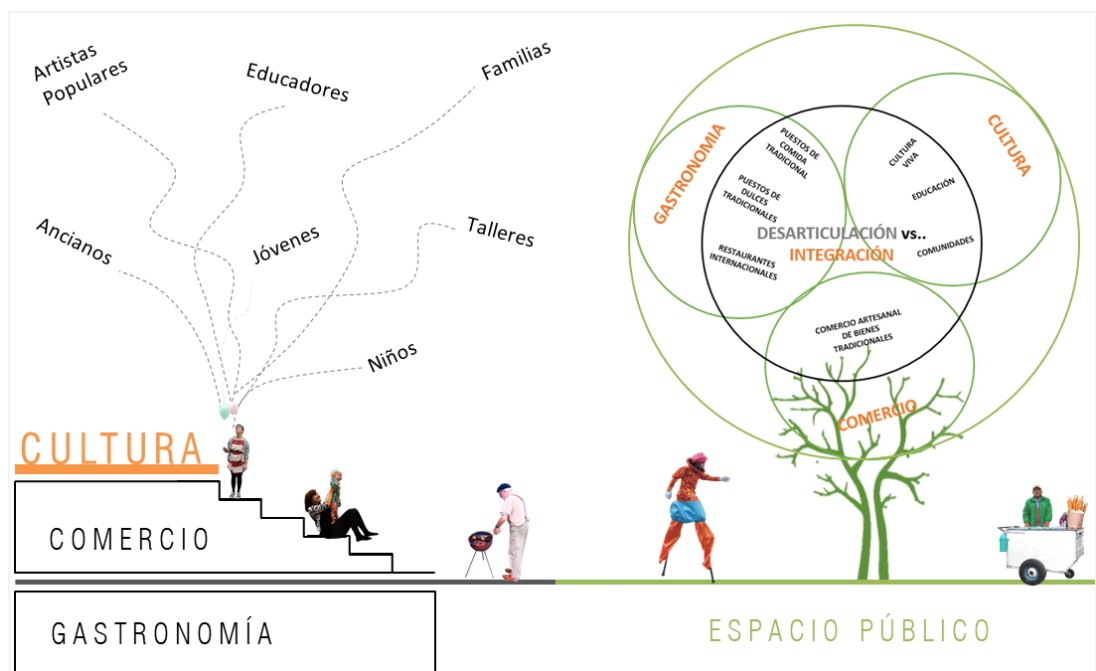 Artistas
Populares
Educadores
Familias
Ancianos
Jóvenes
Talleres
Niños
CULTURA
COMERCIO
GASTRONOMÍA
GASTRONOMIA
PUESTOS DE
COMIDA
TRADICIONAL
PUESTOS DE
DULCES
TRADICIONALES
RESTAURANTES
INTERNACIONALES
CULTURA
CULTURA
VIVA
EDUCACIÓN
COMUNIDADES
DESARTICULACIÓN vs..
INTEGRACIÓN
COMERCIO ARTESANAL
DE BIENES
TRADICIONALES
COMERCIO
ESPACIO PÚBLICO